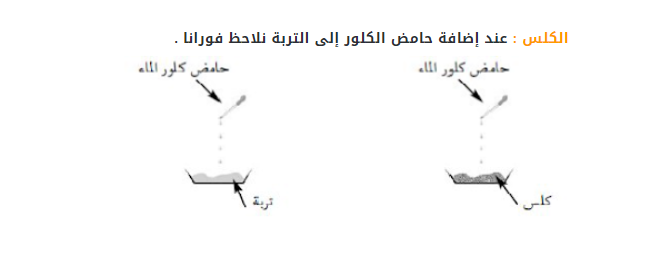 الكلس : عند إضافة حامض الكلور إلى التربة نلاحظ فورانا .
حامض كلور الماء
حامض كلور الماء
كلس
تربة